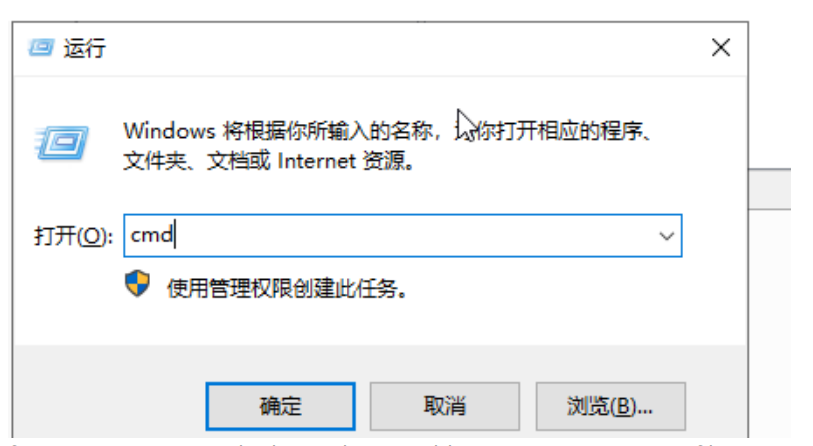 运行
Windows 将根据你所输入的名称，你打开相应的程序、
文件夹、文档或 Internet 资源。
打开(O): cmd
使用管理权限创建此任务。
确定 取消 浏览(B)...